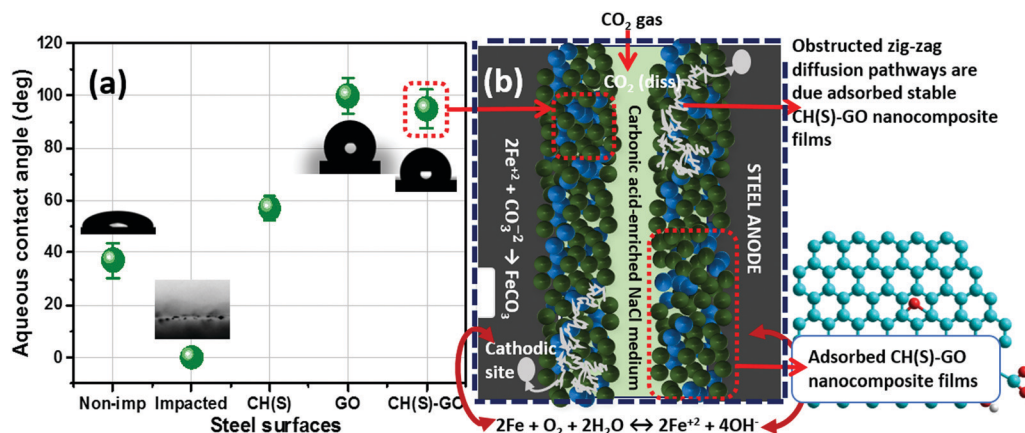 (a)
Aqueous contact angle (deg)
120
100
80
60
40
20
0
Non-imp
Impacted
CH(S)
GO
CH(S)-GO
Steel surfaces
(b)
CO2 gas
CO2 (diss)
Carbonic acid-enriched NaCl medium
2Fe+2 + CO3−2 → FeCO3
STEEL ANODE
Cathodic
site
Obstructed zig-zag
diffusion pathways are
due adsorbed stable
CH(S)-GO nanocomposite
films
Adsorbed CH(S)-GO
nanocomposite films
2Fe + O2 + 2H2O ↔ 2Fe+2 + 4OH-